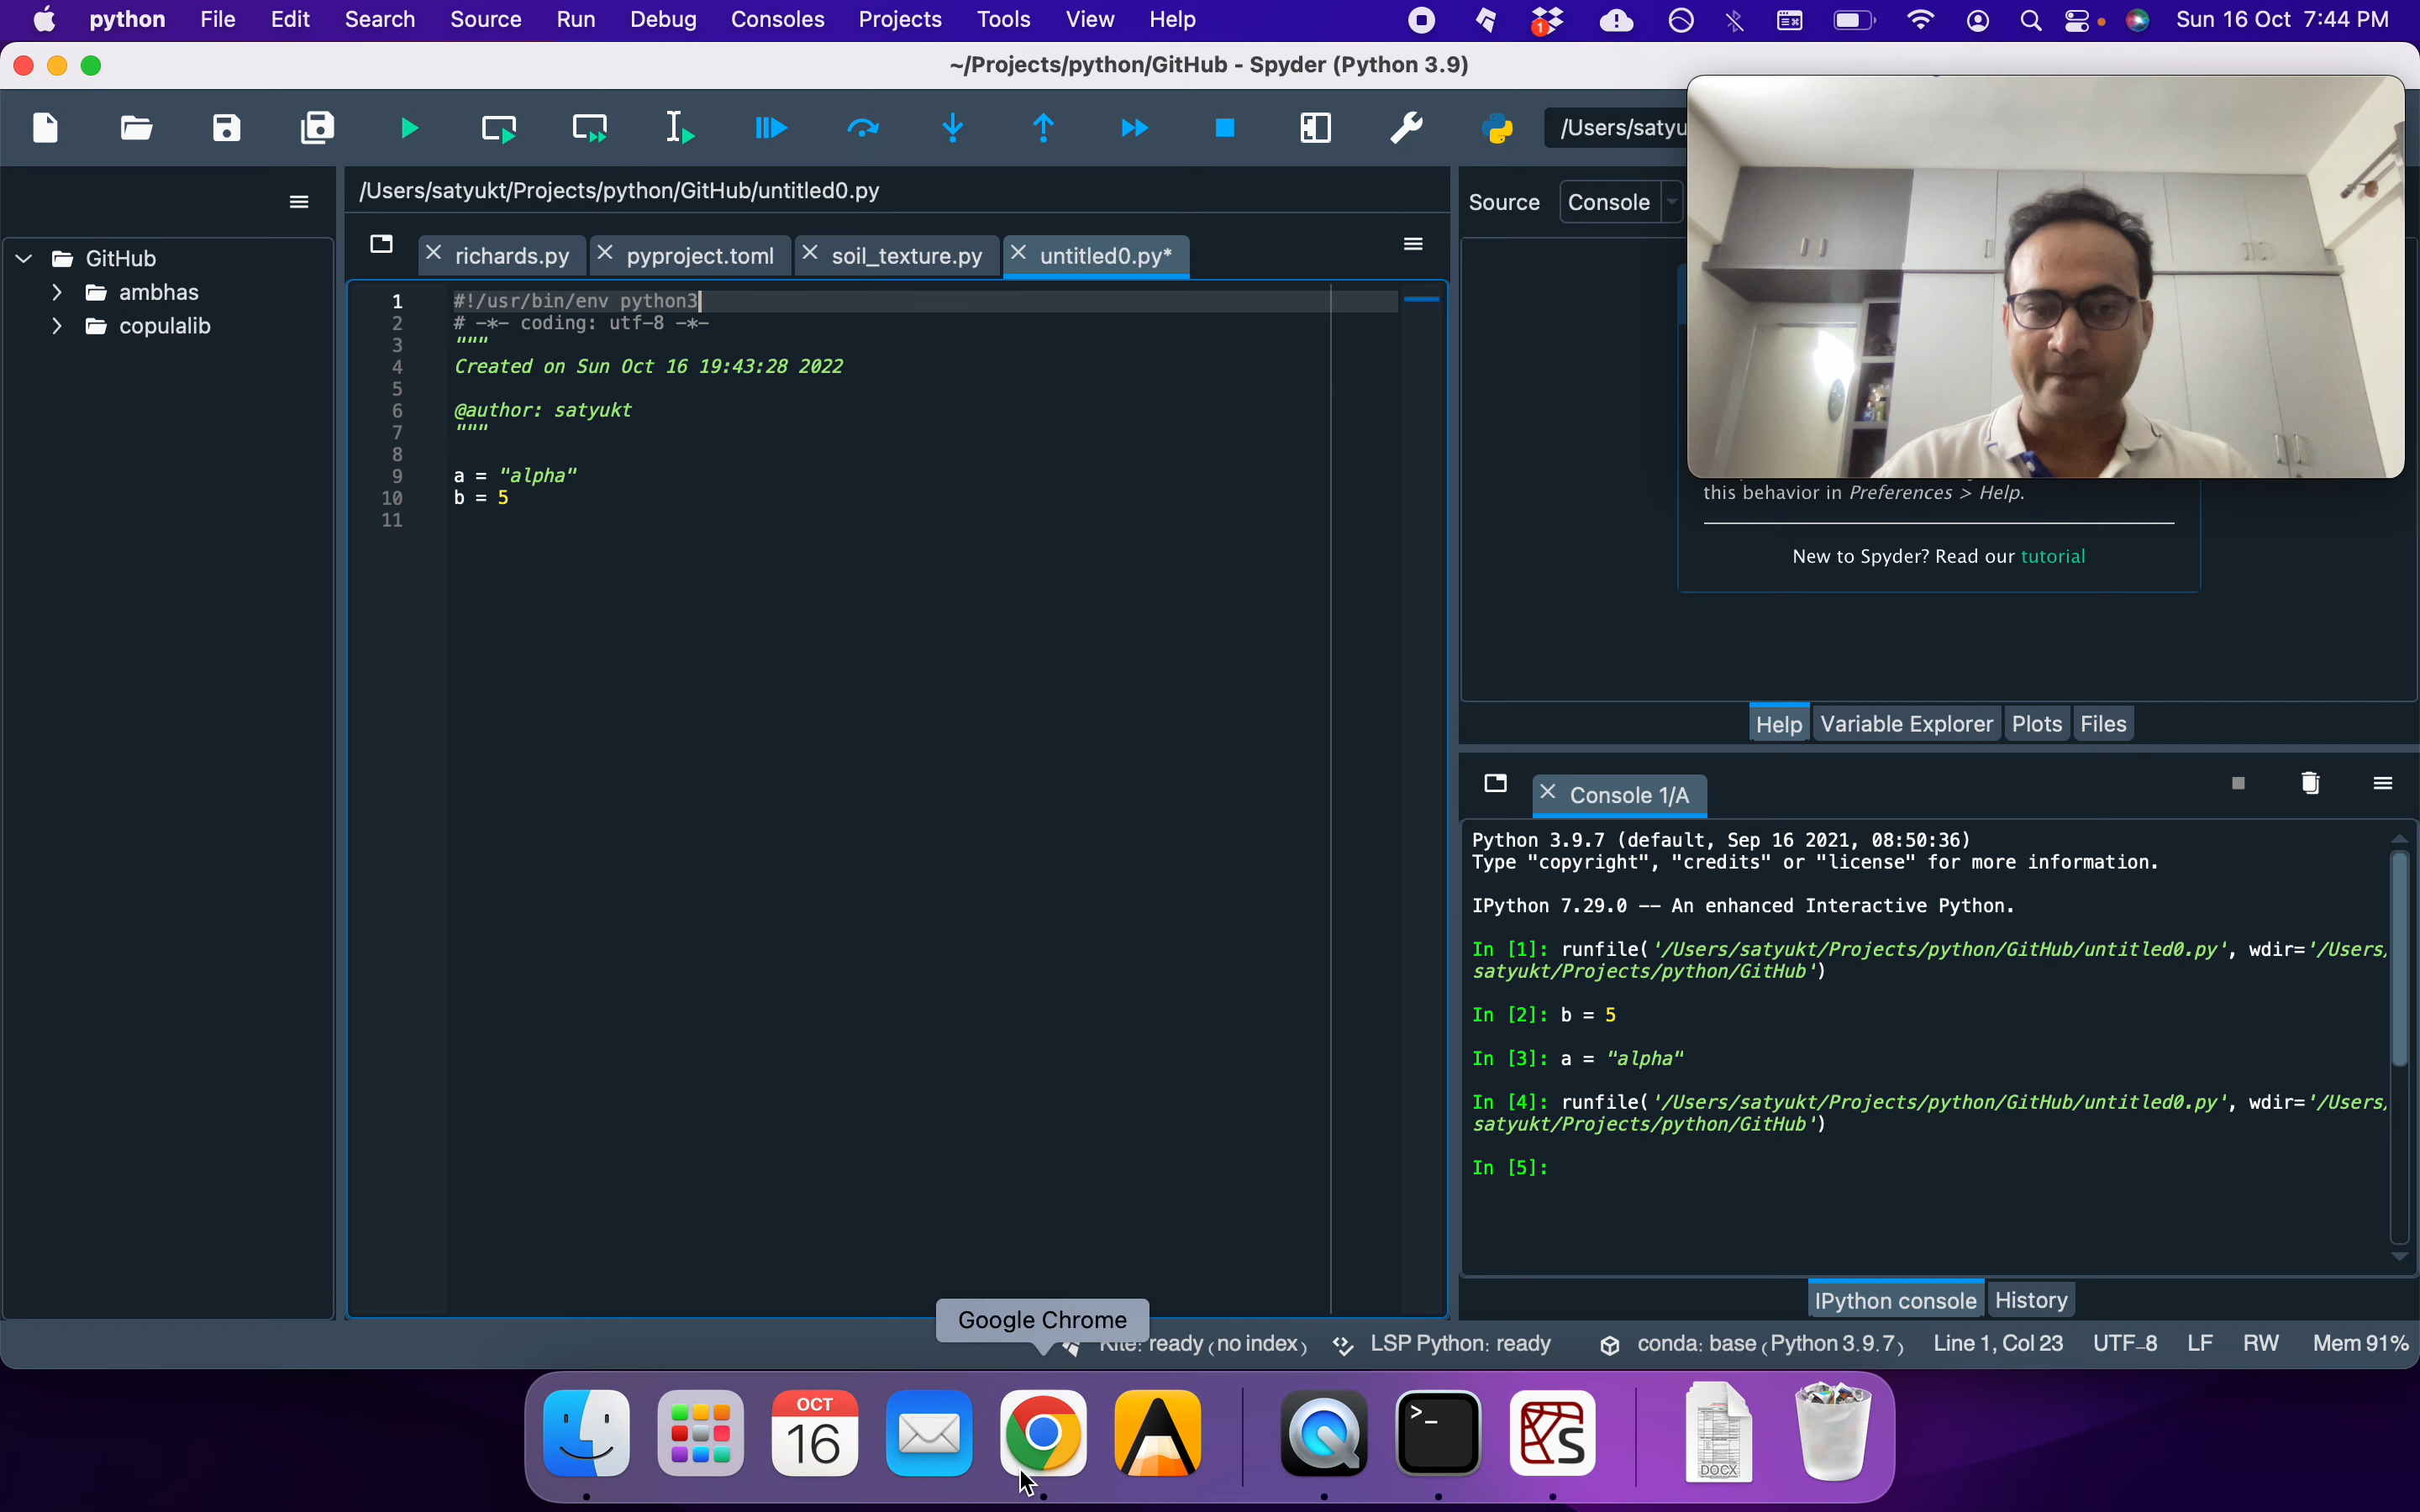 python File Edit Search Source Run Debug Consoles Projects Tools View Help 1 Sun 16 Oct 7:44 PM
~/Projects/python/GitHub - Spyder (Python 3.9)
/Users/satyu
/Users/satyukt/Projects/python/GitHub/untitled0.py
Source Console
richards.py pyproject.toml soil_texture.py untitled0.py*
GitHub
ambhas
copulalib
1 #!/usr/bin/env python3
2 # -*- coding: utf-8 -*-
3 """
4 Created on Sun Oct 16 19:43:28 2022
5
6 @author: satyukt
7 """
8
9 a = "alpha"
10 b = 5
11
this behavior in Preferences > Help.
New to Spyder? Read our tutorial
Help Variable Explorer Plots Files
Console 1/A
Python 3.9.7 (default, Sep 16 2021, 08:50:36)
Type "copyright", "credits" or "license" for more information.
IPython 7.29.0 -- An enhanced Interactive Python.
In [1]: runfile('/Users/satyukt/Projects/python/GitHub/untitled0.py', wdir='/Users/
satyukt/Projects/python/GitHub')
In [2]: b = 5
In [3]: a = "alpha"
In [4]: runfile('/Users/satyukt/Projects/python/GitHub/untitled0.py', wdir='/Users/
satyukt/Projects/python/GitHub')
In [5]:
IPython console History
Google Chrome
Kite: ready (no index) LSP Python: ready conda: base (Python 3.9.7) Line 1, Col 23 UTF-8 LF RW Mem 91%
OCT
16
>_
S
DOCX